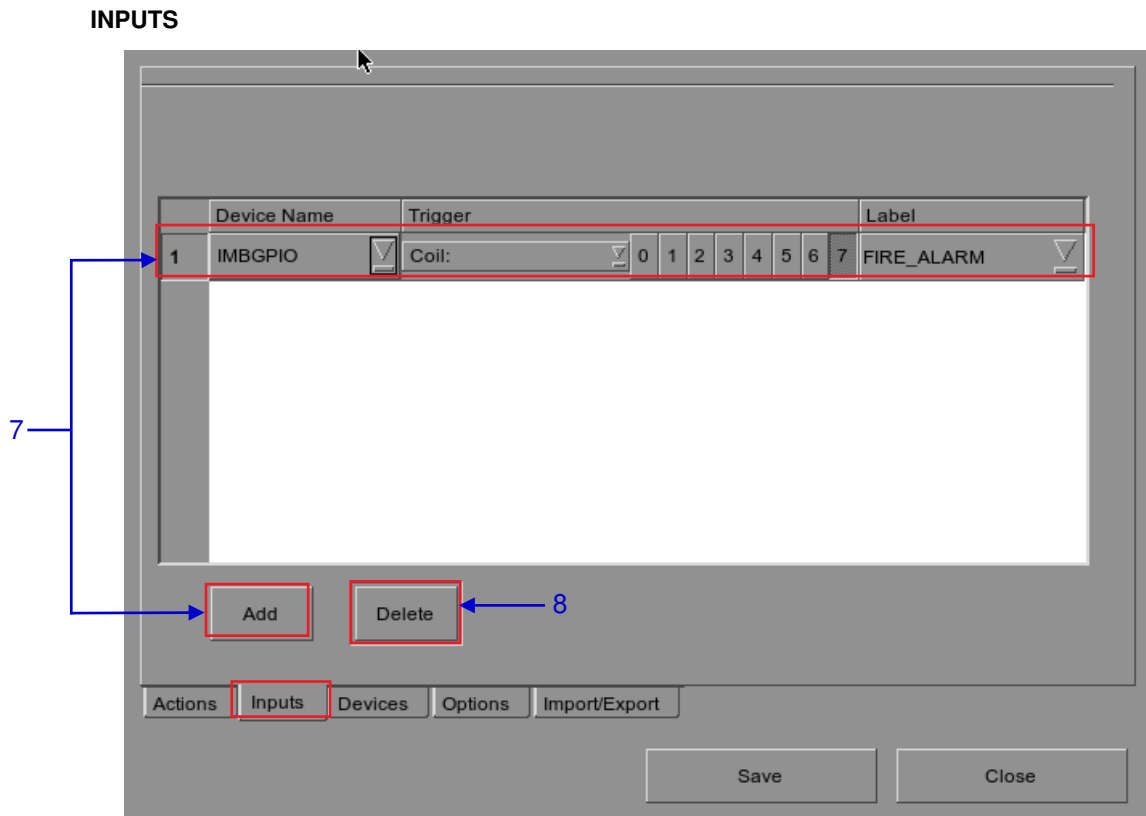 INPUTS
Device Name Trigger Label
1 IMBGPIO Coil: 0 1 2 3 4 5 6 7 FIRE_ALARM
7
Add Delete 8
Actions Inputs Devices Options Import/Export
Save Close